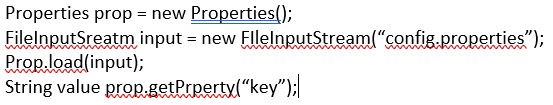 Properties prop = new Properties();
FileInputSreatm input = new FIleInputStream(“config.properties”);
Prop.load(input);
String value prop.getPrperty(“key”);